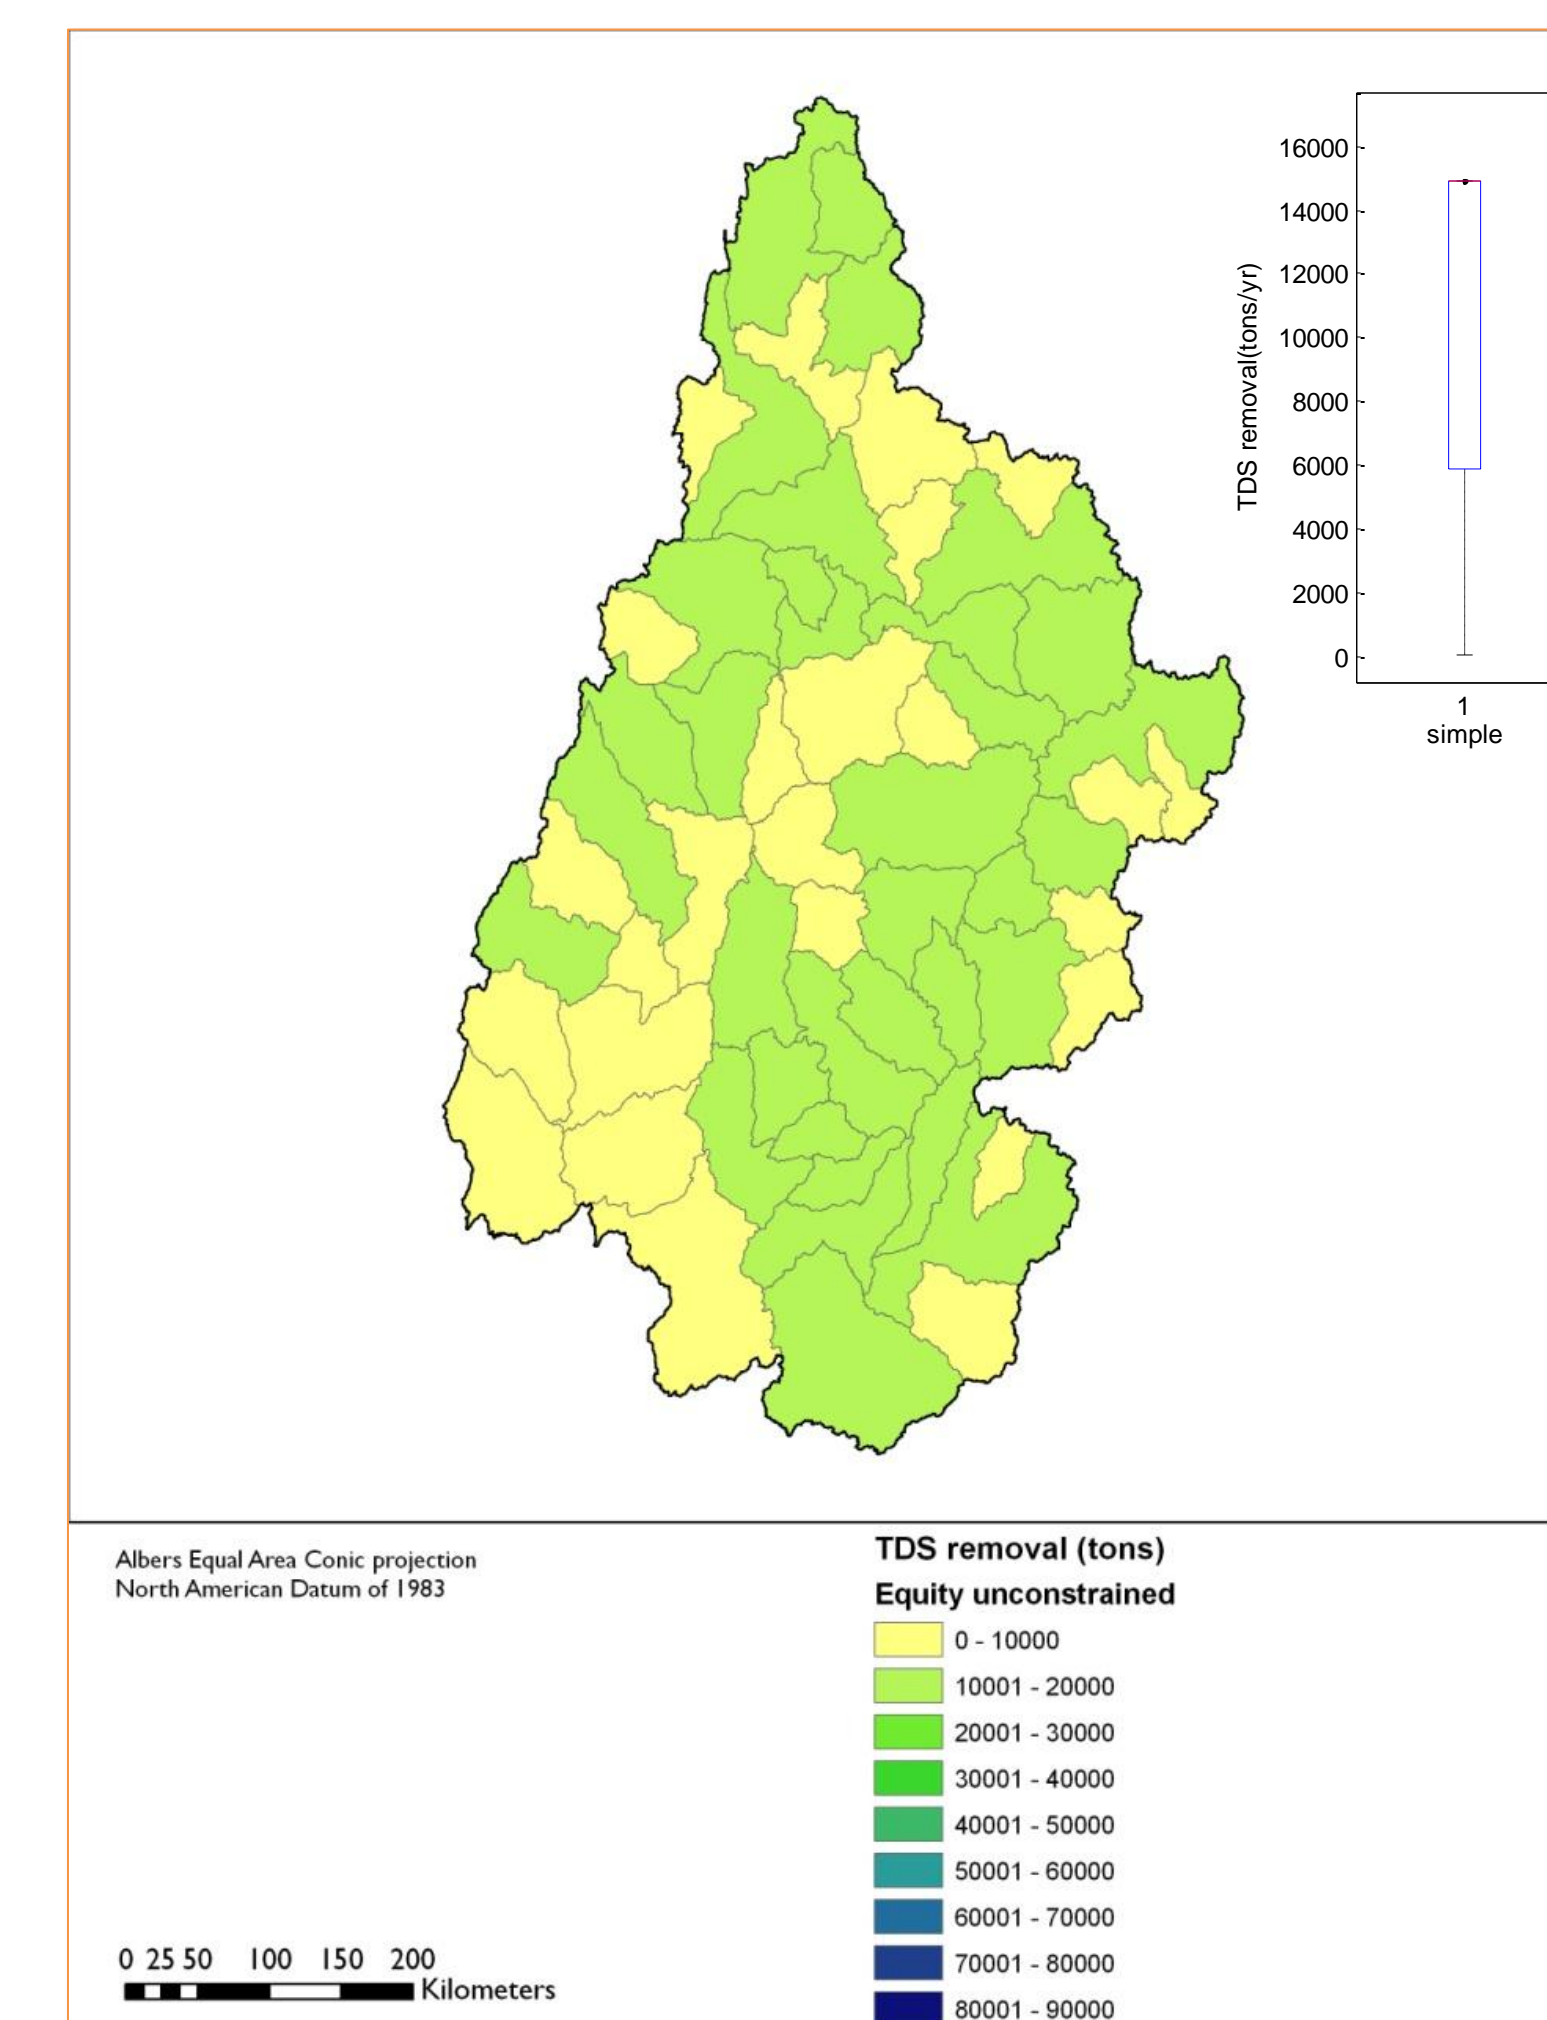 16000
14000
12000
10000
8000
6000
4000
2000
0
TDS removal(tons/yr)
1
simple
Albers Equal Area Conic projection
North American Datum of 1983
TDS removal (tons)
Equity unconstrained
0 - 10000
10001 - 20000
20001 - 30000
30001 - 40000
40001 - 50000
50001 - 60000
60001 - 70000
70001 - 80000
80001 - 90000
0 25 50 100 150 200
Kilometers